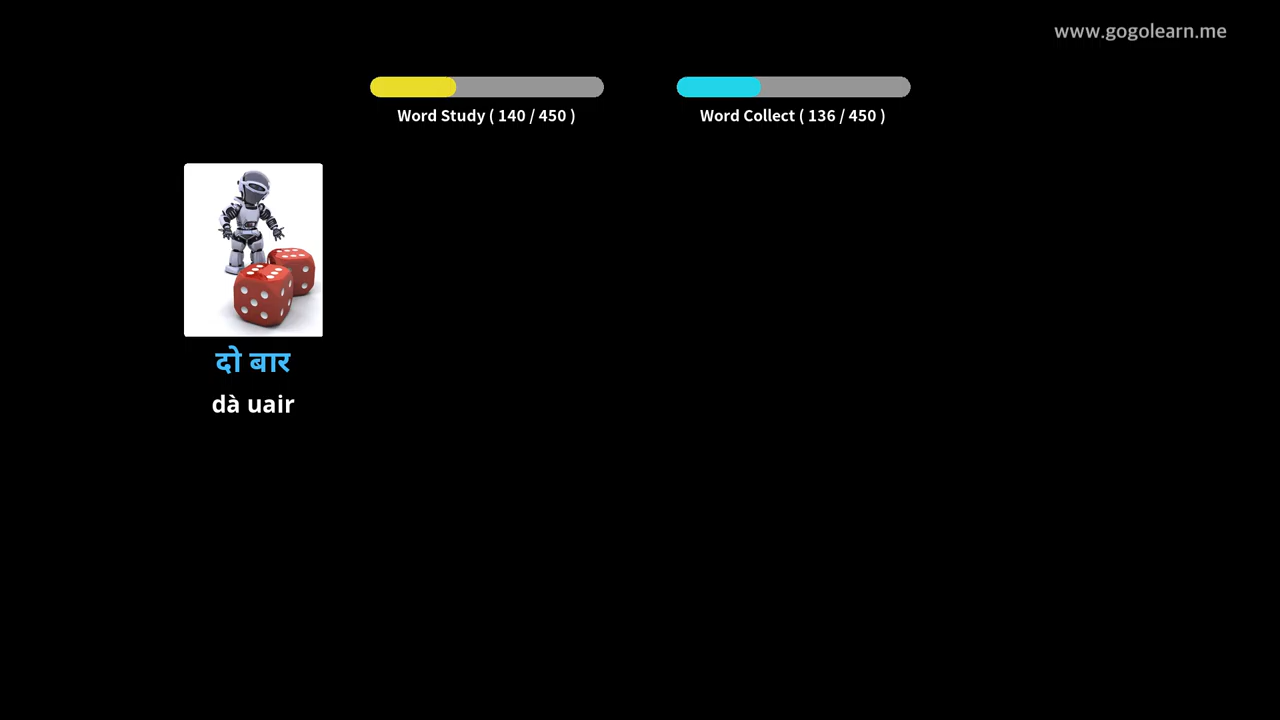 www.gogolearn.me
Word Study ( 140 / 450 )
Word Collect ( 136 / 450 )
दो बार
dà uair